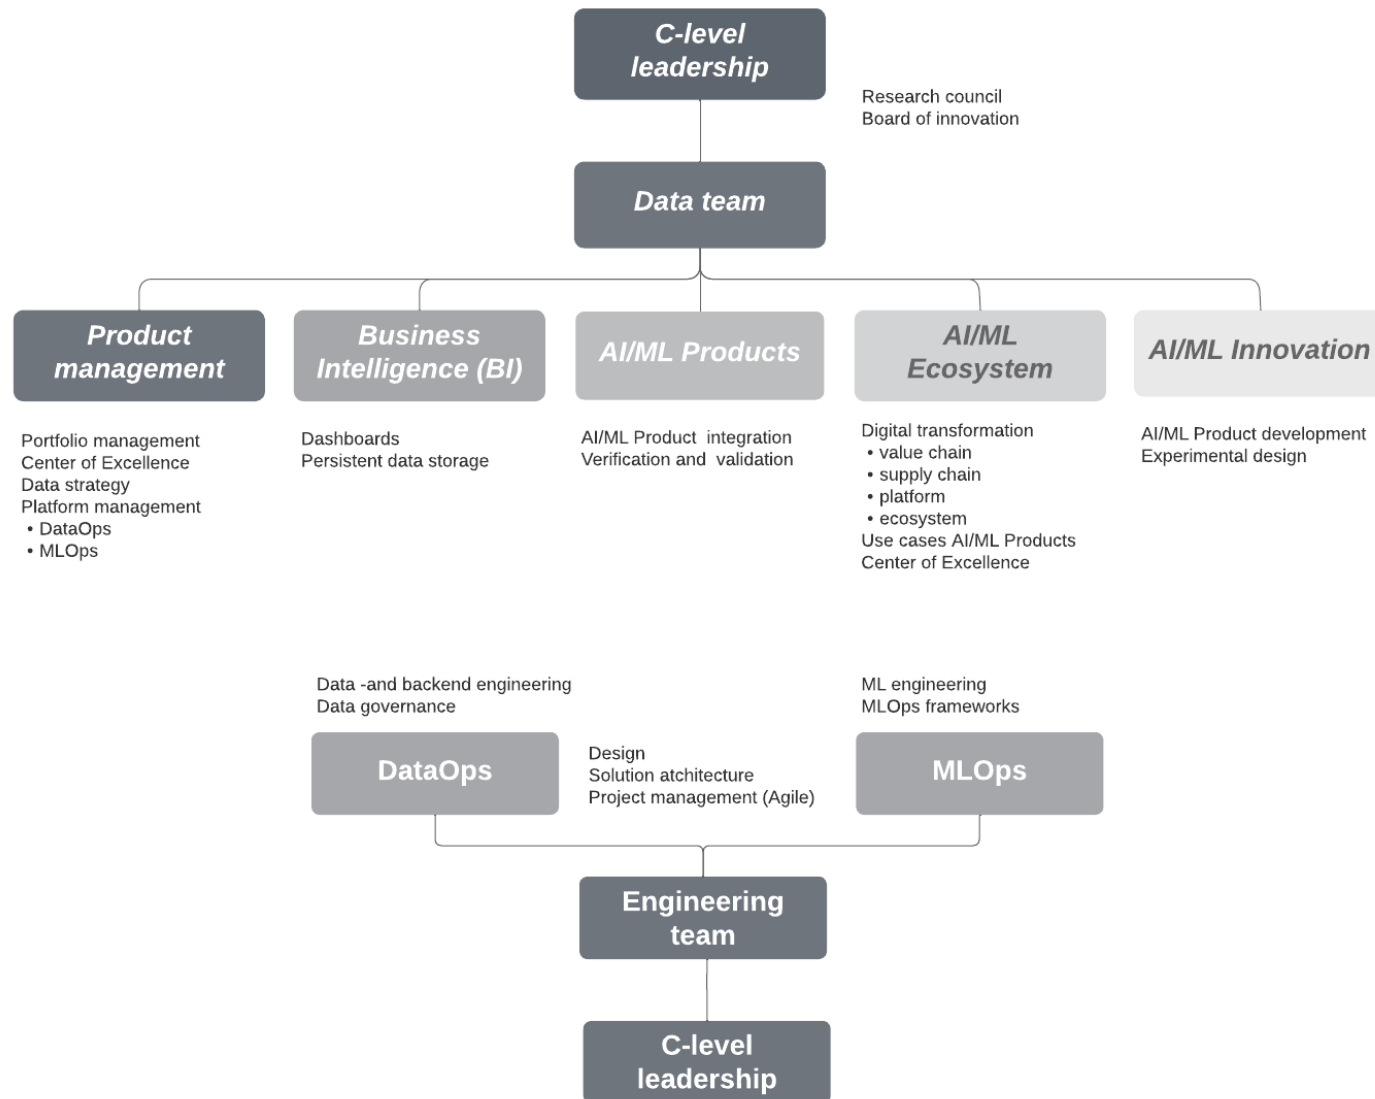 C-level
leadership
Research council
Board of innovation
Data team
Product
management
Business
Intelligence (BI)
AI/ML Products
AI/ML
Ecosystem
AI/ML Innovation
Portfolio management
Center of Excellence
Data strategy
Platform management
• DataOps
• MLOps
Dashboards
Persistent data storage
AI/ML Product integration
Verification and validation
Digital transformation
• value chain
• supply chain
• platform
• ecosystem
Use cases AI/ML Products
Center of Excellence
AI/ML Product development
Experimental design
Data -and backend engineering
Data governance
DataOps
Design
Solution atchitecture
Project management (Agile)
ML engineering
MLOps frameworks
MLOps
Engineering
team
C-level
leadership